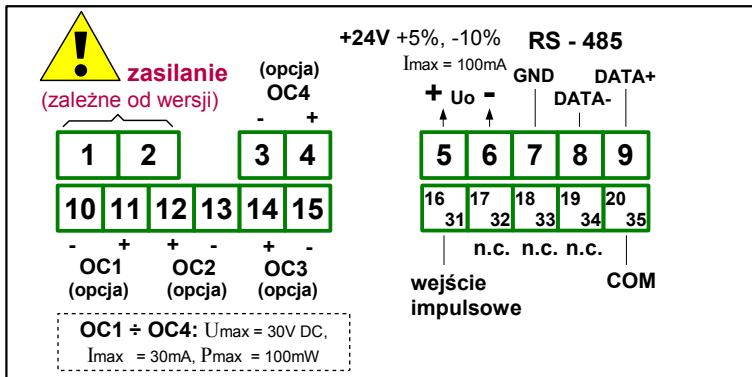 zasilanie
(zależne od wersji)
(opcja)
OC4
- +
+24V +5%, -10%
Imax = 100mA
+ Uo -
RS - 485
GND DATA+
DATA-
1 2 3 4 5 6 7 8 9
10 11 12 13 14 15
16 31 17 32 18 33 19 34 20 35
- + + - + -
OC1 OC2 OC3
(opcja) (opcja) (opcja)
n.c. n.c. n.c.
wejście
impulsowe
COM
OC1 ÷ OC4: Umax = 30V DC,
Imax = 30mA, Pmax = 100mW